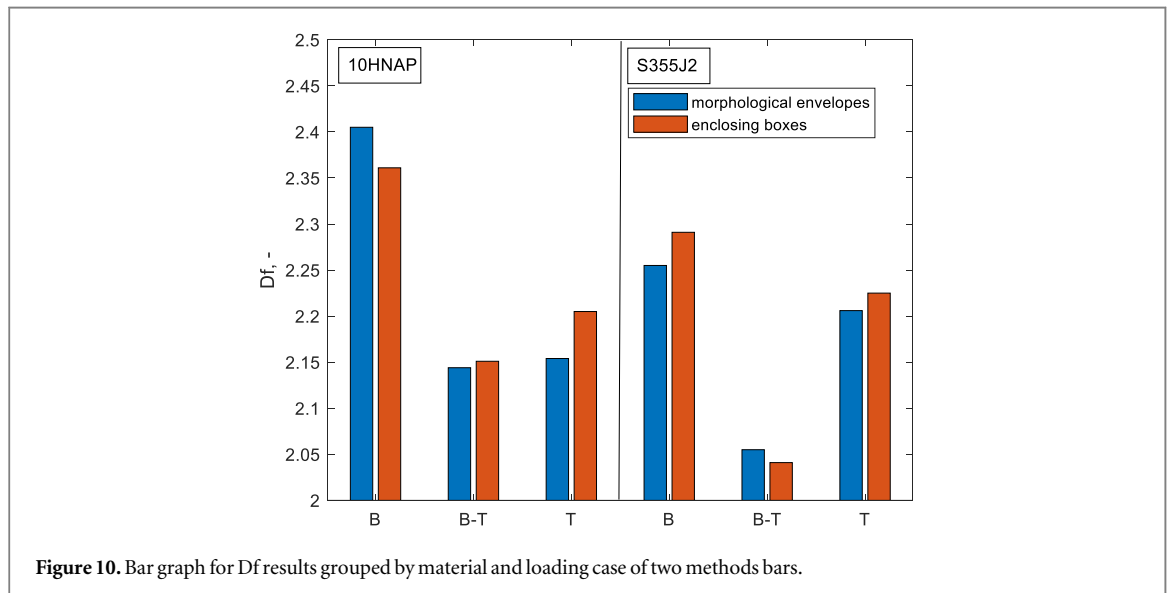 2.5
2.45
2.4
2.35
2.3
2.25
2.2
2.15
2.1
2.05
2
Df, -
10HNAP
S355J2
morphological envelopes
enclosing boxes
B
B-T
T
B
B-T
T
Figure 10. Bar graph for Df results grouped by material and loading case of two methods bars.